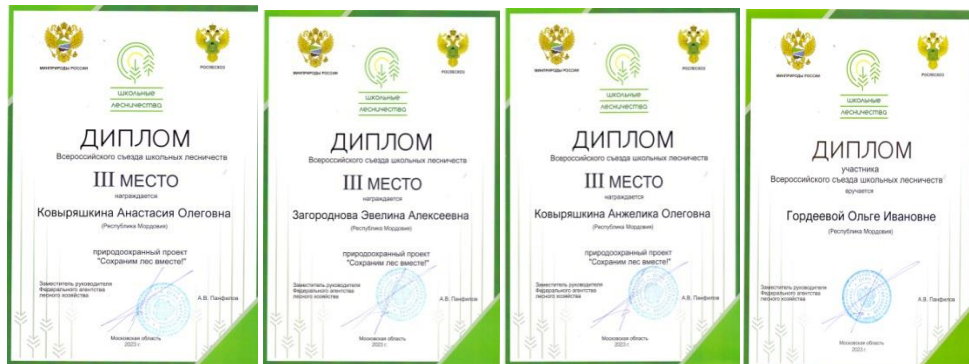 МИНПРИРОДЫ РОССИИ
РОСЛЕСХОЗ
ШКОЛЬНЫЕ
ЛЕСНИЧЕСТВА
ДИПЛОМ
Всероссийского съезда школьных лесничеств
III МЕСТО
награждается
Ковыряшкина Анастасия Олеговна
(Республика Мордовия)
природоохранный проект
"Сохраним лес вместе!"
Заместитель руководителя
Федерального агентства
лесного хозяйства
А.В. Панфилов
Московская область
2023 г.
МИНПРИРОДЫ РОССИИ
РОСЛЕСХОЗ
ШКОЛЬНЫЕ
ЛЕСНИЧЕСТВА
ДИПЛОМ
Всероссийского съезда школьных лесничеств
III МЕСТО
награждается
Загороднова Эвелина Алексеевна
(Республика Мордовия)
природоохранный проект
"Сохраним лес вместе!"
Заместитель руководителя
Федерального агентства
лесного хозяйства
А.В. Панфилов
Московская область
2023 г.
МИНПРИРОДЫ РОССИИ
РОСЛЕСХОЗ
ШКОЛЬНЫЕ
ЛЕСНИЧЕСТВА
ДИПЛОМ
Всероссийского съезда школьных лесничеств
III МЕСТО
награждается
Ковыряшкина Анжелика Олеговна
(Республика Мордовия)
природоохранный проект
"Сохраним лес вместе!"
Заместитель руководителя
Федерального агентства
лесного хозяйства
А.В. Панфилов
Московская область
2023 г.
МИНПРИРОДЫ РОССИИ
РОСЛЕСХОЗ
ШКОЛЬНЫЕ
ЛЕСНИЧЕСТВА
ДИПЛОМ
участника
Всероссийского съезда школьных лесничеств
вручается
Гордеевой Ольге Ивановне
(Республика Мордовия)
Заместитель руководителя
Федерального агентства
лесного хозяйства
А.В. Панфилов
Московская область
2023 г.